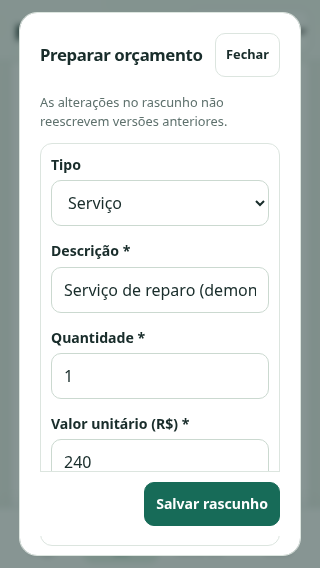 Preparar orçamento
Fechar
As alterações no rascunho não
reescrevem versões anteriores.
Tipo
Serviço
Descrição *
Serviço de reparo (demon
Quantidade *
1
Valor unitário (R$) *
240
Salvar rascunho